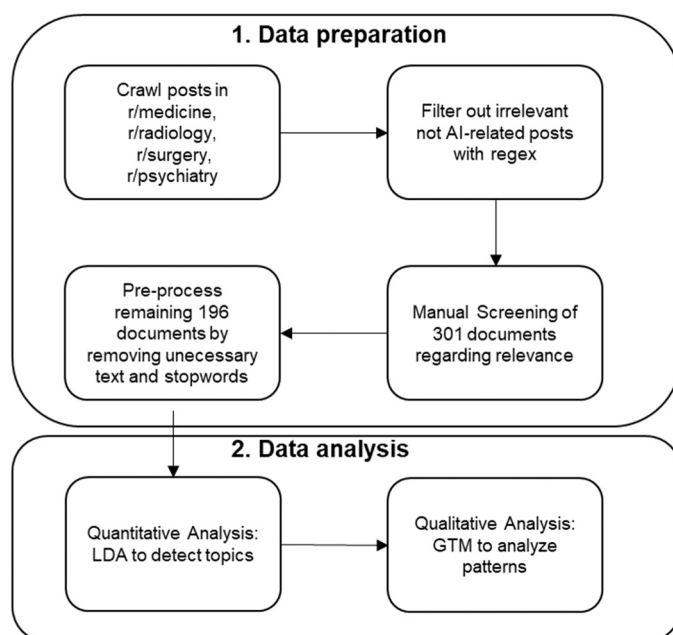 1. Data preparation
Crawl posts in
r/medicine,
r/radiology,
r/surgery,
r/psychiatry
Filter out irrelevant
not AI-related posts
with regex
Pre-process
remaining 196
documents by
removing unecessary
text and stopwords
Manual Screening of
301 documents
regarding relevance
2. Data analysis
Quantitative Analysis:
LDA to detect topics
Qualitative Analysis:
GTM to analyze
patterns